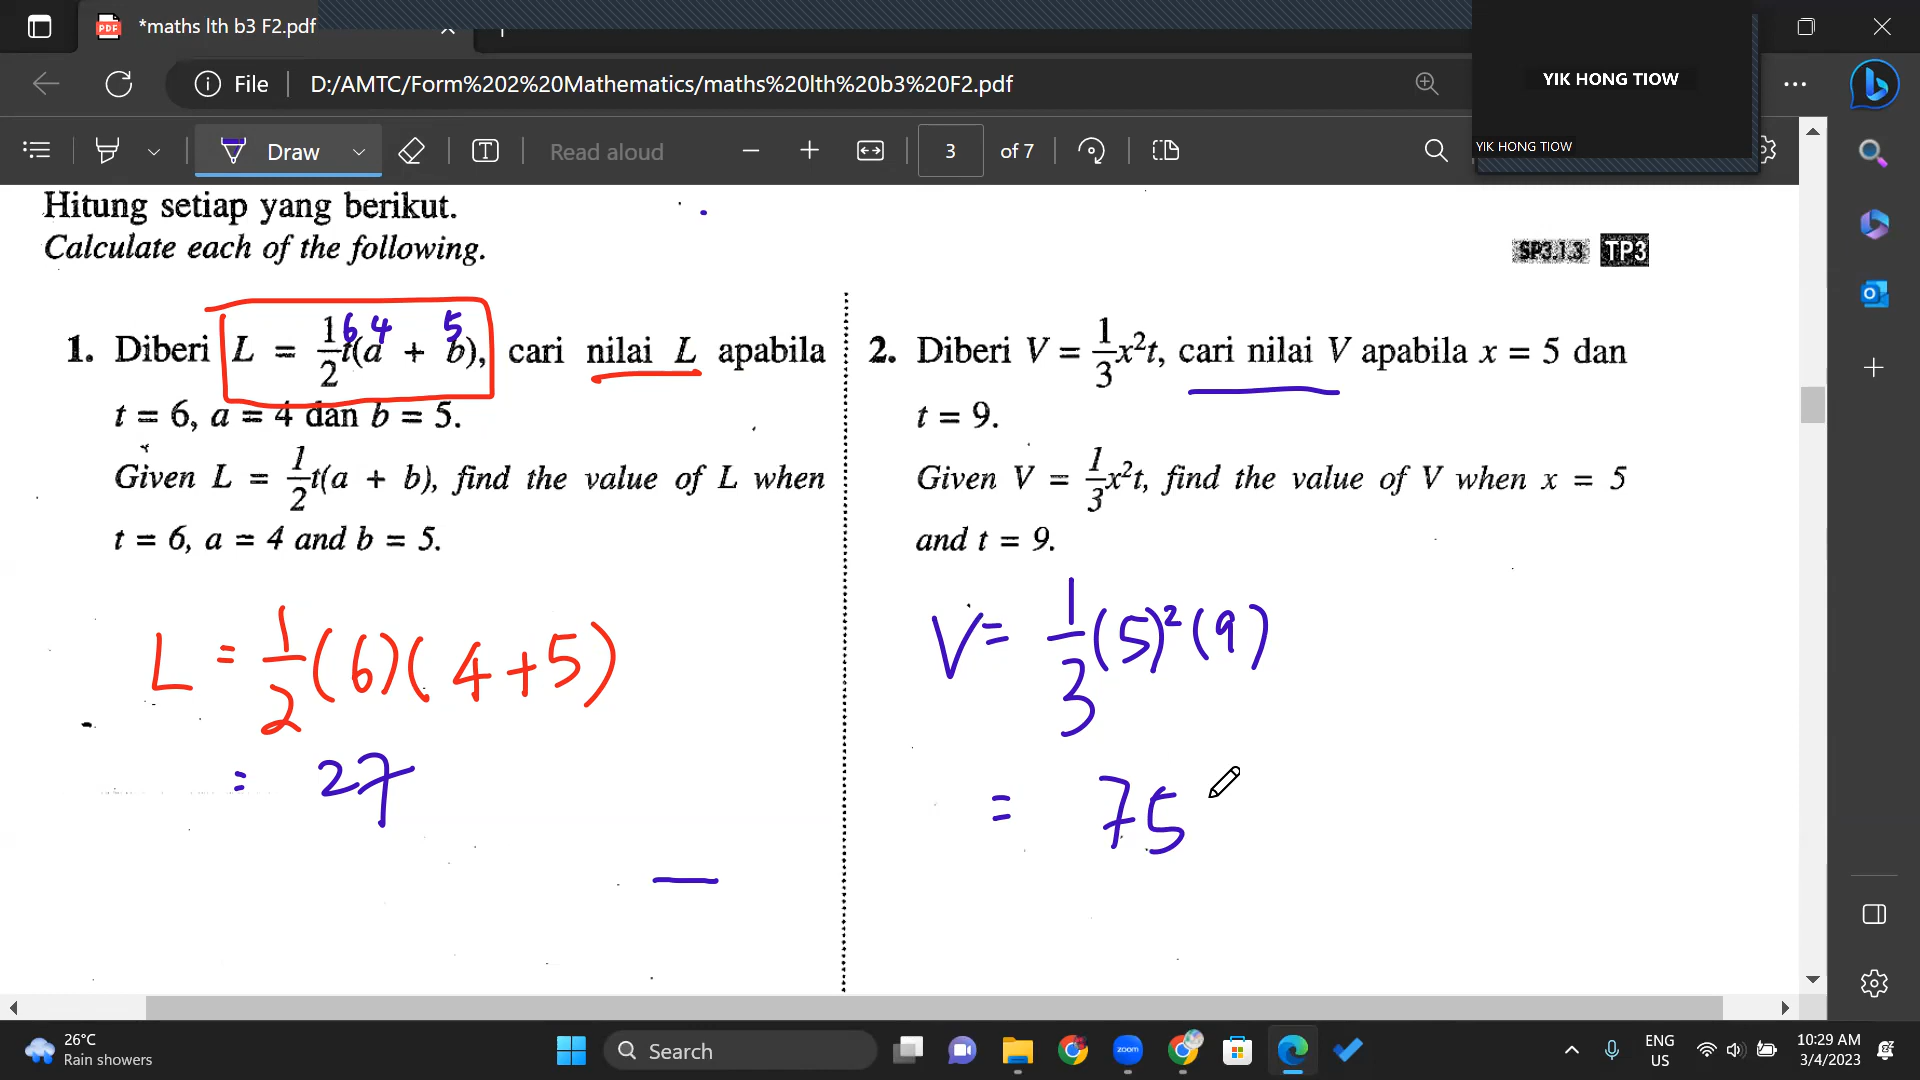 *maths lth b3 F2.pdf
YIK HONG TIOW
File
D:/AMTC/Form%202%20Mathematics/maths%20lth%20b3%20F2.pdf
Draw
Read aloud
3
of 7
YIK HONG TIOW
Hitung setiap yang berikut.
Calculate each of the following.
SP3.1.3 TP3
1. Diberi L = 1/2 t(a + b), cari nilai L apabila
6 4 5
t = 6, a = 4 dan b = 5.
Given L = 1/2 t(a + b), find the value of L when
t = 6, a = 4 and b = 5.
L = 1/2 (6)(4+5)
= 27
2. Diberi V = 1/3 x²t, cari nilai V apabila x = 5 dan
t = 9.
Given V = 1/3 x²t, find the value of V when x = 5
and t = 9.
V = 1/3 (5)² (9)
= 75
26°C
Rain showers
Search
zoom
ENG
US
10:29 AM
3/4/2023